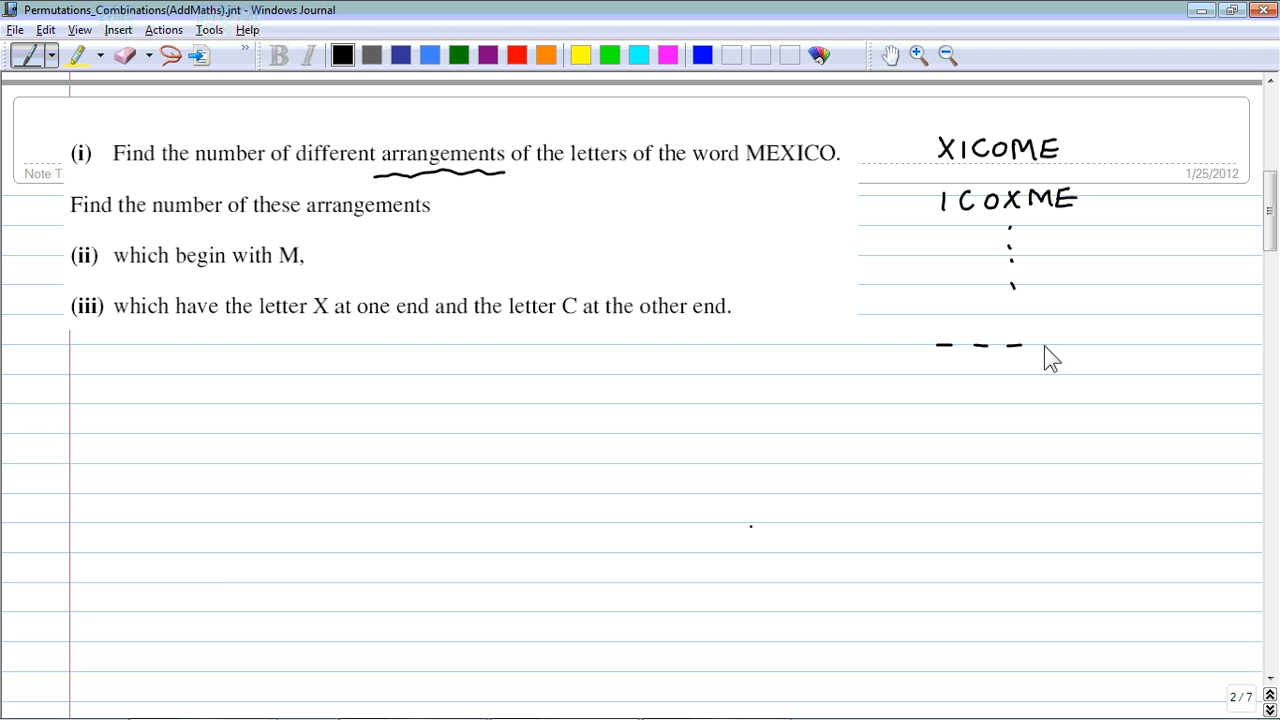 Permutations_Combinations(AddMaths).jnt - Windows Journal
File Edit View Insert Actions Tools Help
» B I
(i) Find the number of different arrangements of the letters of the word MEXICO.
XICOME
Note T
1/25/2012
Find the number of these arrangements
ICOXME
(ii) which begin with M,
(iii) which have the letter X at one end and the letter C at the other end.
2 / 7